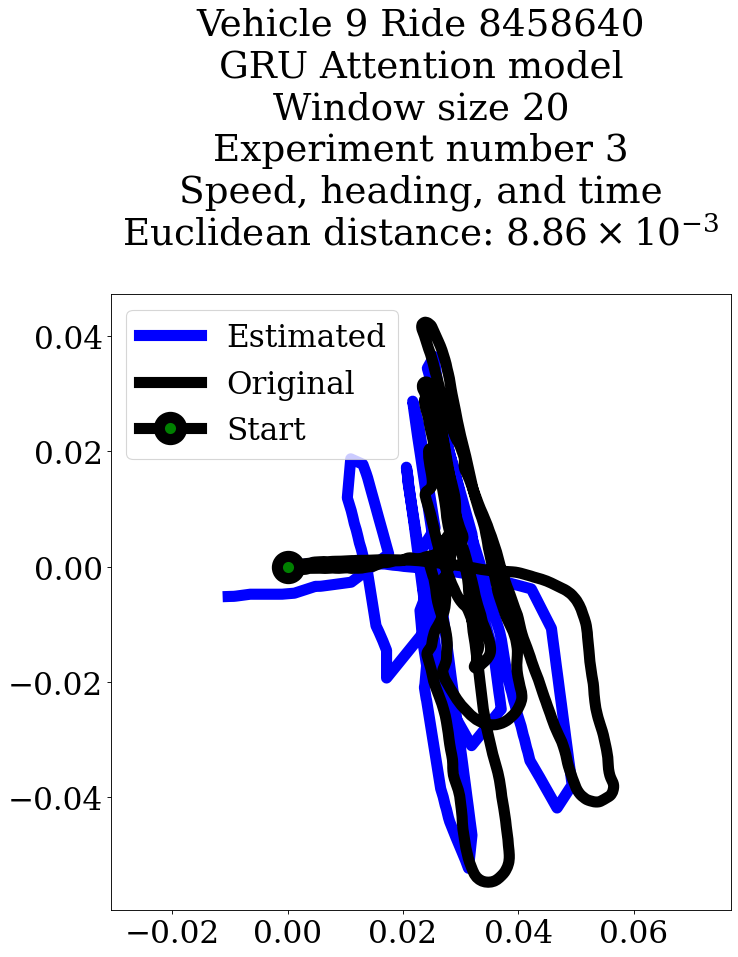 Vehicle 9 Ride 8458640
GRU Attention model
Window size 20
Experiment number 3
Speed, heading, and time
Euclidean distance: 8.86 × 10⁻³
Estimated
Original
Start
0.04
0.02
0.00
−0.02
−0.04
−0.02 0.00 0.02 0.04 0.06